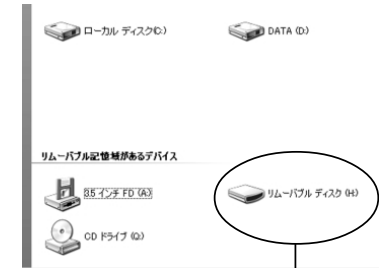 ローカル ディスク(C:)
DATA (D:)
リムーバブル記憶域があるデバイス
3.5 インチ FD (A:)
リムーバブル ディスク (H:)
CD ドライブ (Q:)